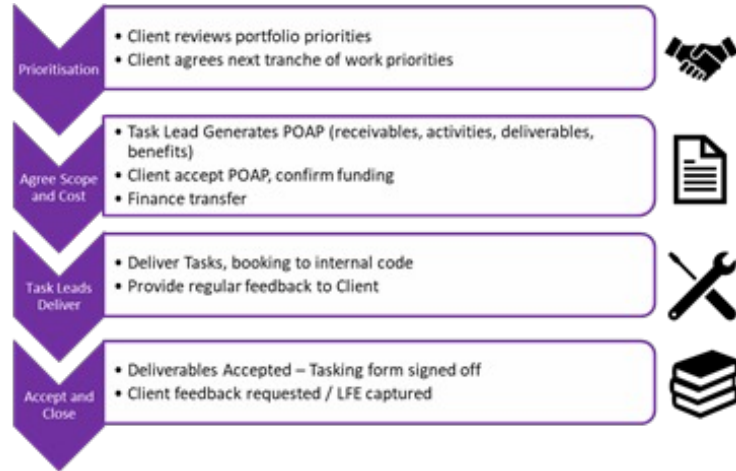 Prioritisation
• Client reviews portfolio priorities
• Client agrees next tranche of work priorities
Agree Scope
and Cost
• Task Lead Generates POAP (receivables, activities, deliverables,
benefits)
• Client accept POAP, confirm funding
• Finance transfer
Task Leads
Deliver
• Deliver Tasks, booking to internal code
• Provide regular feedback to Client
Accept and
Close
• Deliverables Accepted – Tasking form signed off
• Client feedback requested / LFE captured